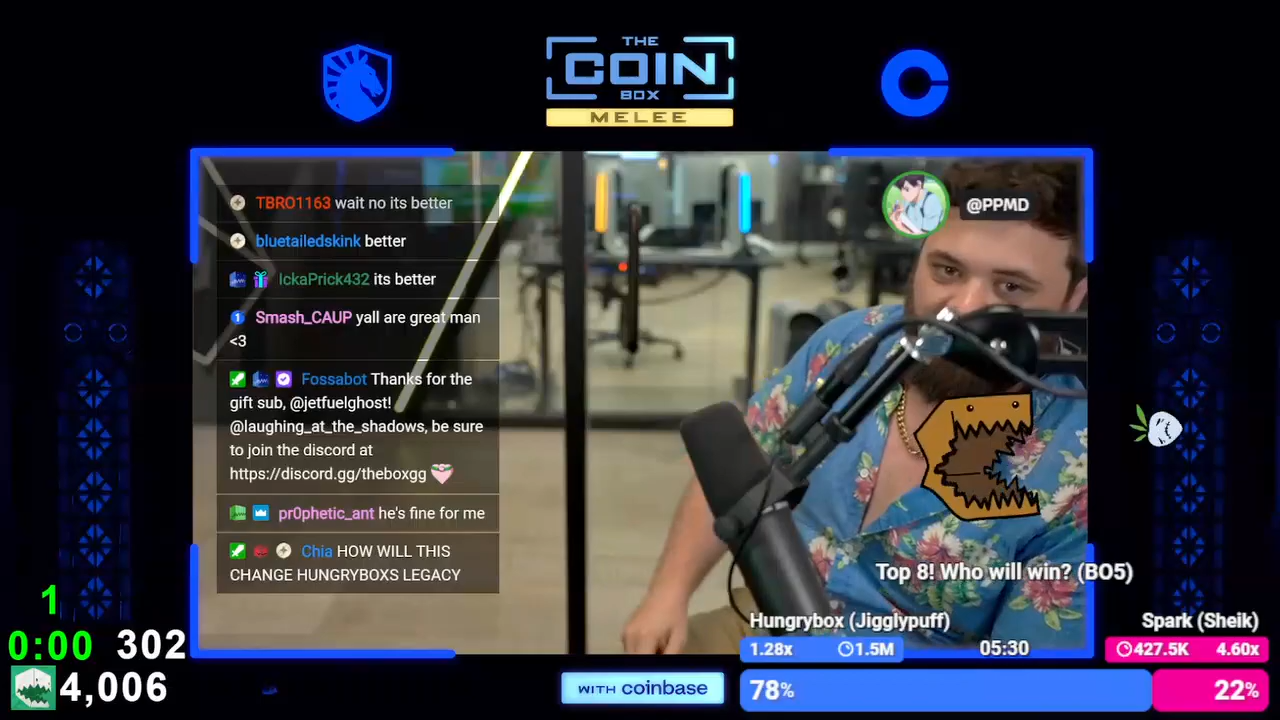 THE
COIN
BOX
MELEE
@PPMD
TBRO1163 wait no its better
bluetailedskink better
IckaPrick432 its better
1 Smash_CAUP yall are great man
<3
Fossabot Thanks for the
gift sub, @jetfuelghost!
@laughing_at_the_shadows, be sure
to join the discord at
https://discord.gg/theboxgg
pr0phetic_ant he's fine for me
Chia HOW WILL THIS
CHANGE HUNGRYBOXS LEGACY
Top 8! Who will win? (BO5)
Hungrybox (Jigglypuff) Spark (Sheik)
1.28x 1.5M 05:30 427.5K 4.60x
78% 22%
1
0:00 302
4,006
WITH coinbase